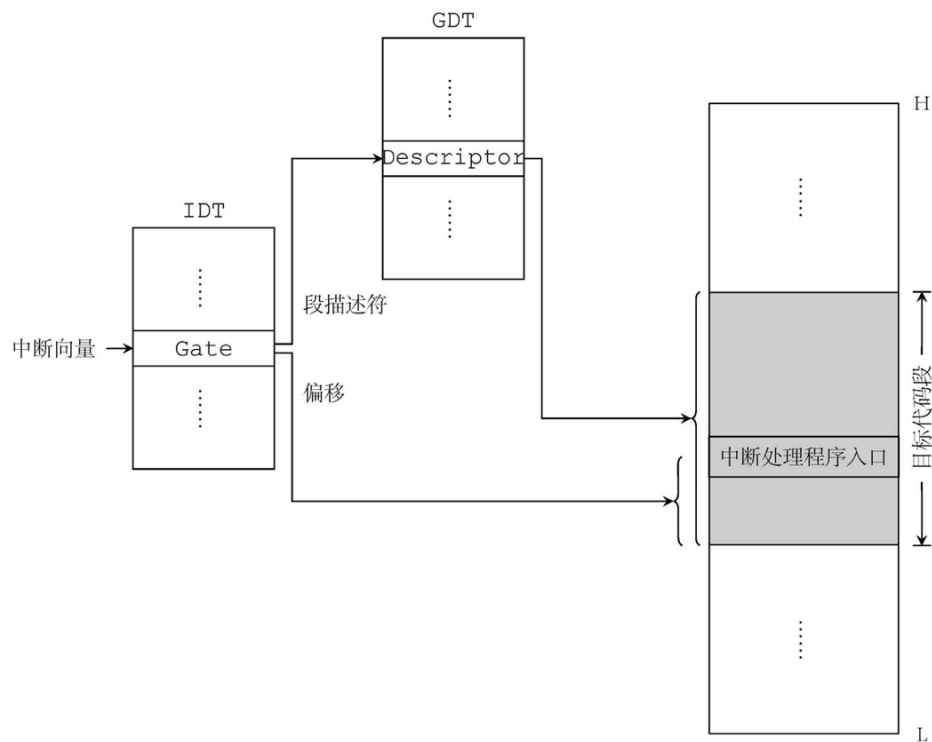 GDT
H
Descriptor
IDT
段描述符
中断向量
Gate
偏移
目标代码段
中断处理程序入口
L